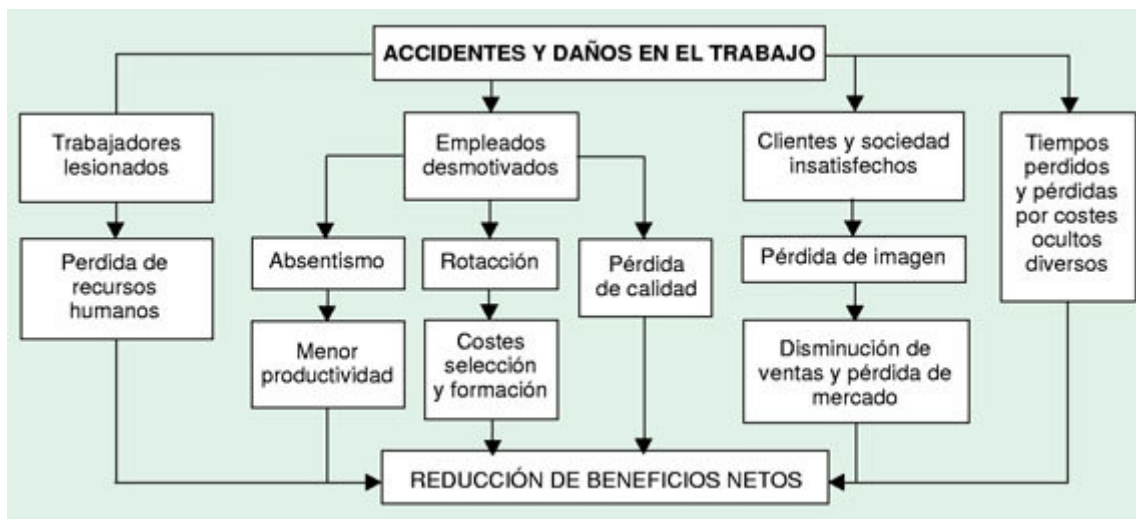 ACCIDENTES Y DAÑOS EN EL TRABAJO
Trabajadores
lesionados
Empleados
desmotivados
Clientes y sociedad
insatisfechos
Tiempos
perdidos
y pérdidas
por costes
ocultos
diversos
Perdida de
recursos
humanos
Absentismo
Rotacción
Pérdida
de calidad
Pérdida de imagen
Menor
productividad
Costes
selección
y formación
Disminución de
ventas y pérdida de
mercado
REDUCCIÓN DE BENEFICIOS NETOS